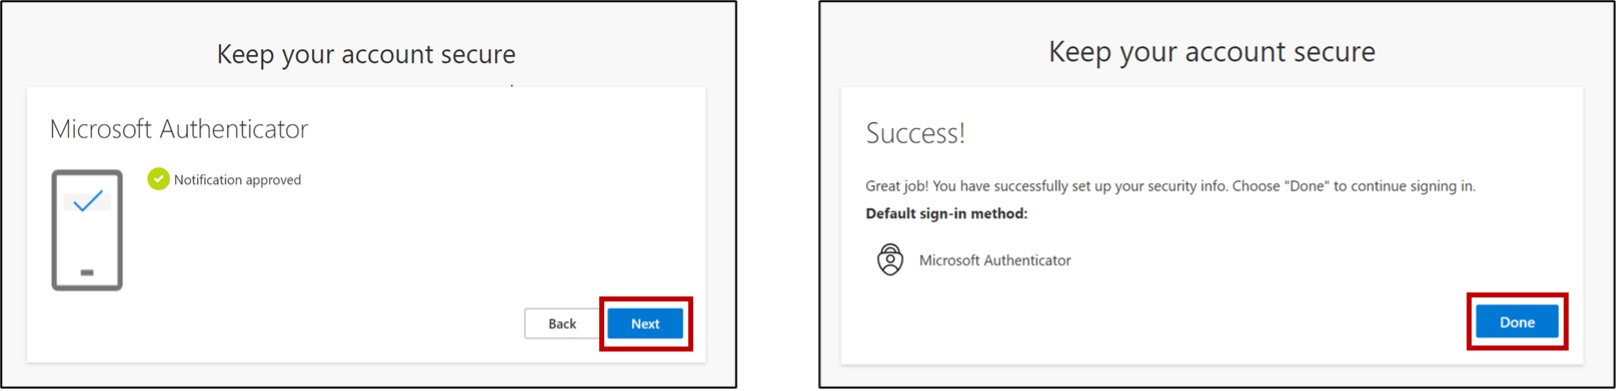 Keep your account secure
Microsoft Authenticator
Notification approved
Back
Next
Keep your account secure
Success!
Great job! You have successfully set up your security info. Choose "Done" to continue signing in.
Default sign-in method:
Microsoft Authenticator
Done